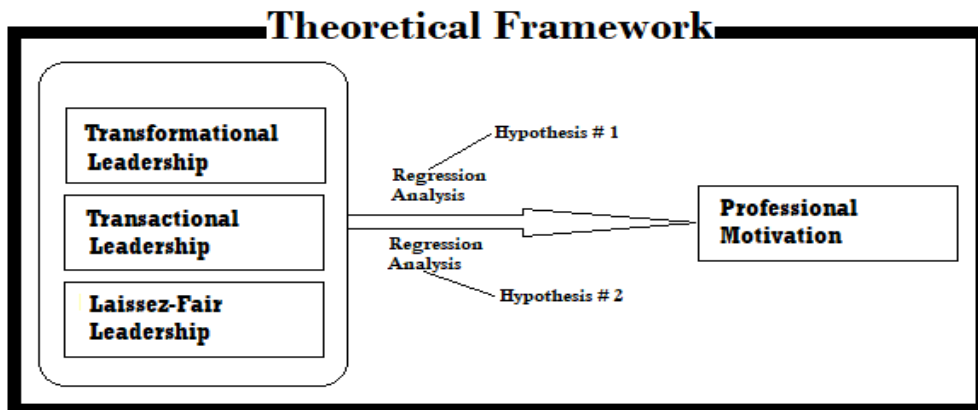 Theoretical Framework
Transformational
Leadership
Transactional
Leadership
Laissez-Fair
Leadership
Hypothesis # 1
Regression
Analysis
Regression
Analysis
Hypothesis # 2
Professional
Motivation